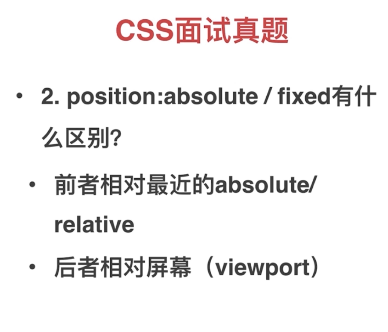 CSS面试真题
• 2. position:absolute / fixed有什
么区别?
• 前者相对最近的absolute/
relative
• 后者相对屏幕（viewport）